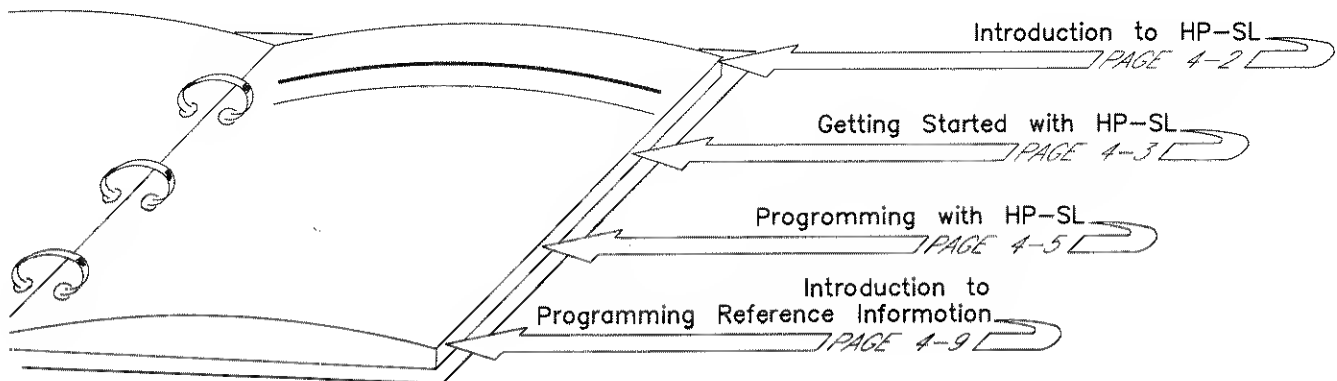 Introduction to HP-SL
PAGE 4-2
Getting Started with HP-SL
PAGE 4-3
Programming with HP-SL
PAGE 4-5
Introduction to
Programming Reference Information
PAGE 4-9